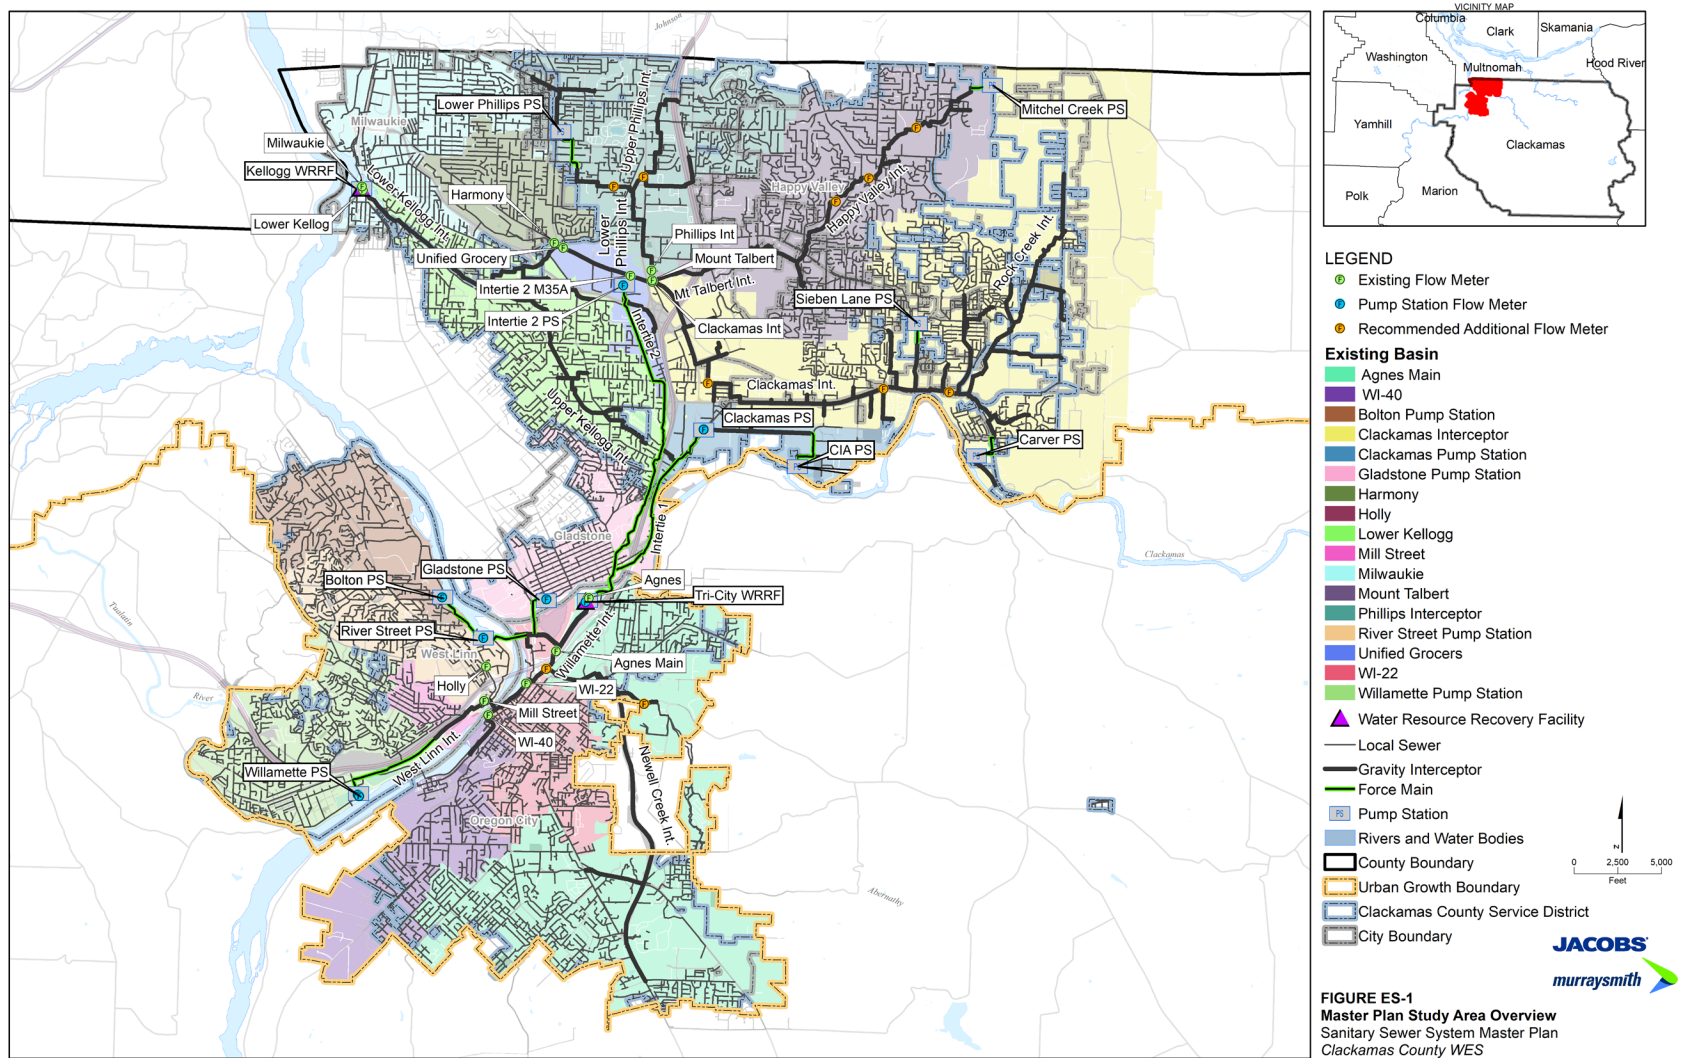 Johnson
Lower Phillips PS
Upper Phillips Int.
Mitchel Creek PS
Milwaukie
Milwaukie
Kellogg WRRF
Lower Kellogg Int.
Harmony
Happy Valley
Happy Valley Int.
Lower Kellog
Lower
Phillips Int.
Phillips Int
Unified Grocery
Mount Talbert
Rock Creek Int.
Intertie 2 M35A
Mt Talbert Int.
Sieben Lane PS
Intertie 2 PS
Intertie 2
Clackamas Int
Clackamas Int.
Upper Kellogg Int.
Clackamas PS
Carver PS
CIA PS
Intertie 1
Gladstone
Clackamas
Gladstone PS
Bolton PS
Agnes
Tri-City WRRF
Tualatin
River Street PS
Willamette Int.
West Linn
Agnes Main
Holly
WI-22
River
Mill Street
WI-40
West Linn Int.
Newell Creek Int.
Willamette PS
Oregon City
Abernathy
VICINITY MAP
Columbia
Clark
Skamania
Washington
Multnomah
Hood River
Yamhill
Clackamas
Polk
Marion
LEGEND
F Existing Flow Meter
F Pump Station Flow Meter
F Recommended Additional Flow Meter
Existing Basin
Agnes Main
WI-40
Bolton Pump Station
Clackamas Interceptor
Clackamas Pump Station
Gladstone Pump Station
Harmony
Holly
Lower Kellogg
Mill Street
Milwaukie
Mount Talbert
Phillips Interceptor
River Street Pump Station
Unified Grocers
WI-22
Willamette Pump Station
Water Resource Recovery Facility
Local Sewer
Gravity Interceptor
Force Main
PS Pump Station
Rivers and Water Bodies
County Boundary
Urban Growth Boundary
Clackamas County Service District
City Boundary
N
0 2,500 5,000
Feet
JACOBS
murraysmith
FIGURE ES-1
Master Plan Study Area Overview
Sanitary Sewer System Master Plan
Clackamas County WES